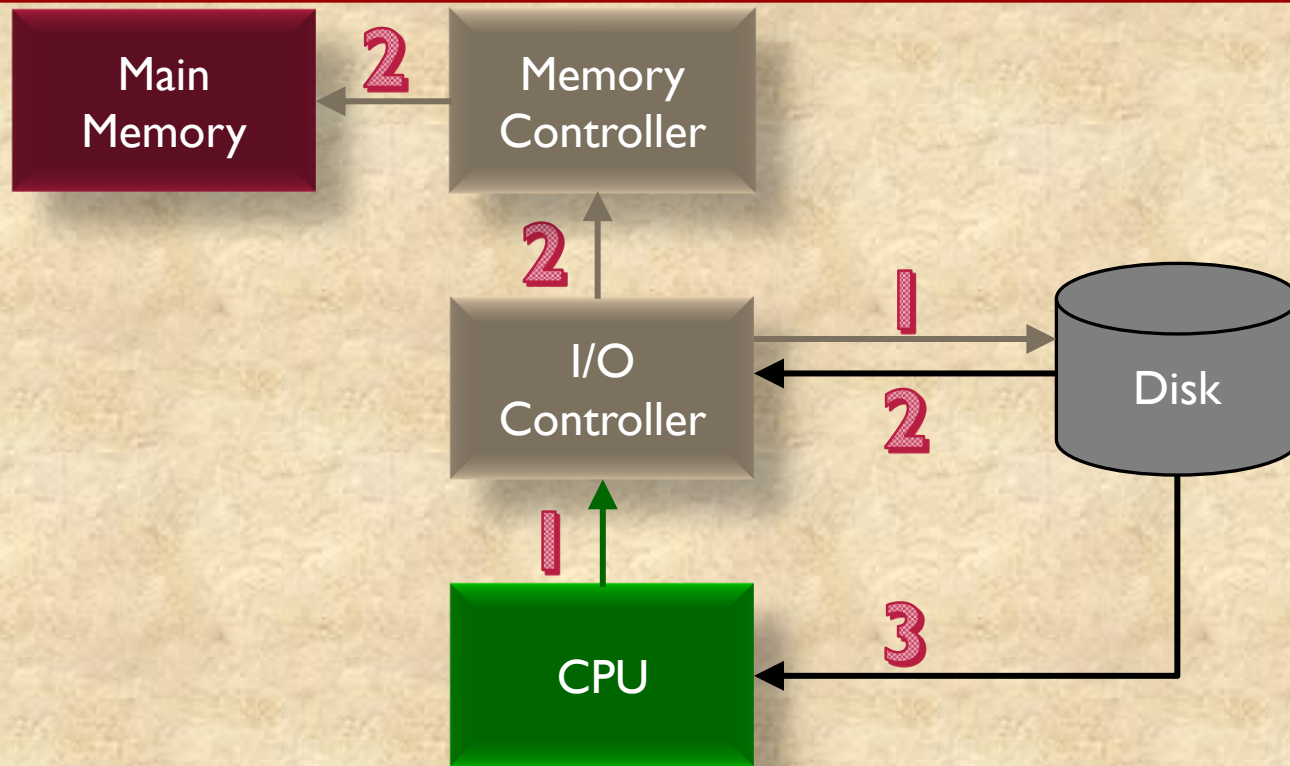 Main
Memory
2
Memory
Controller
2
1
I/O
Controller
2
Disk
1
3
CPU